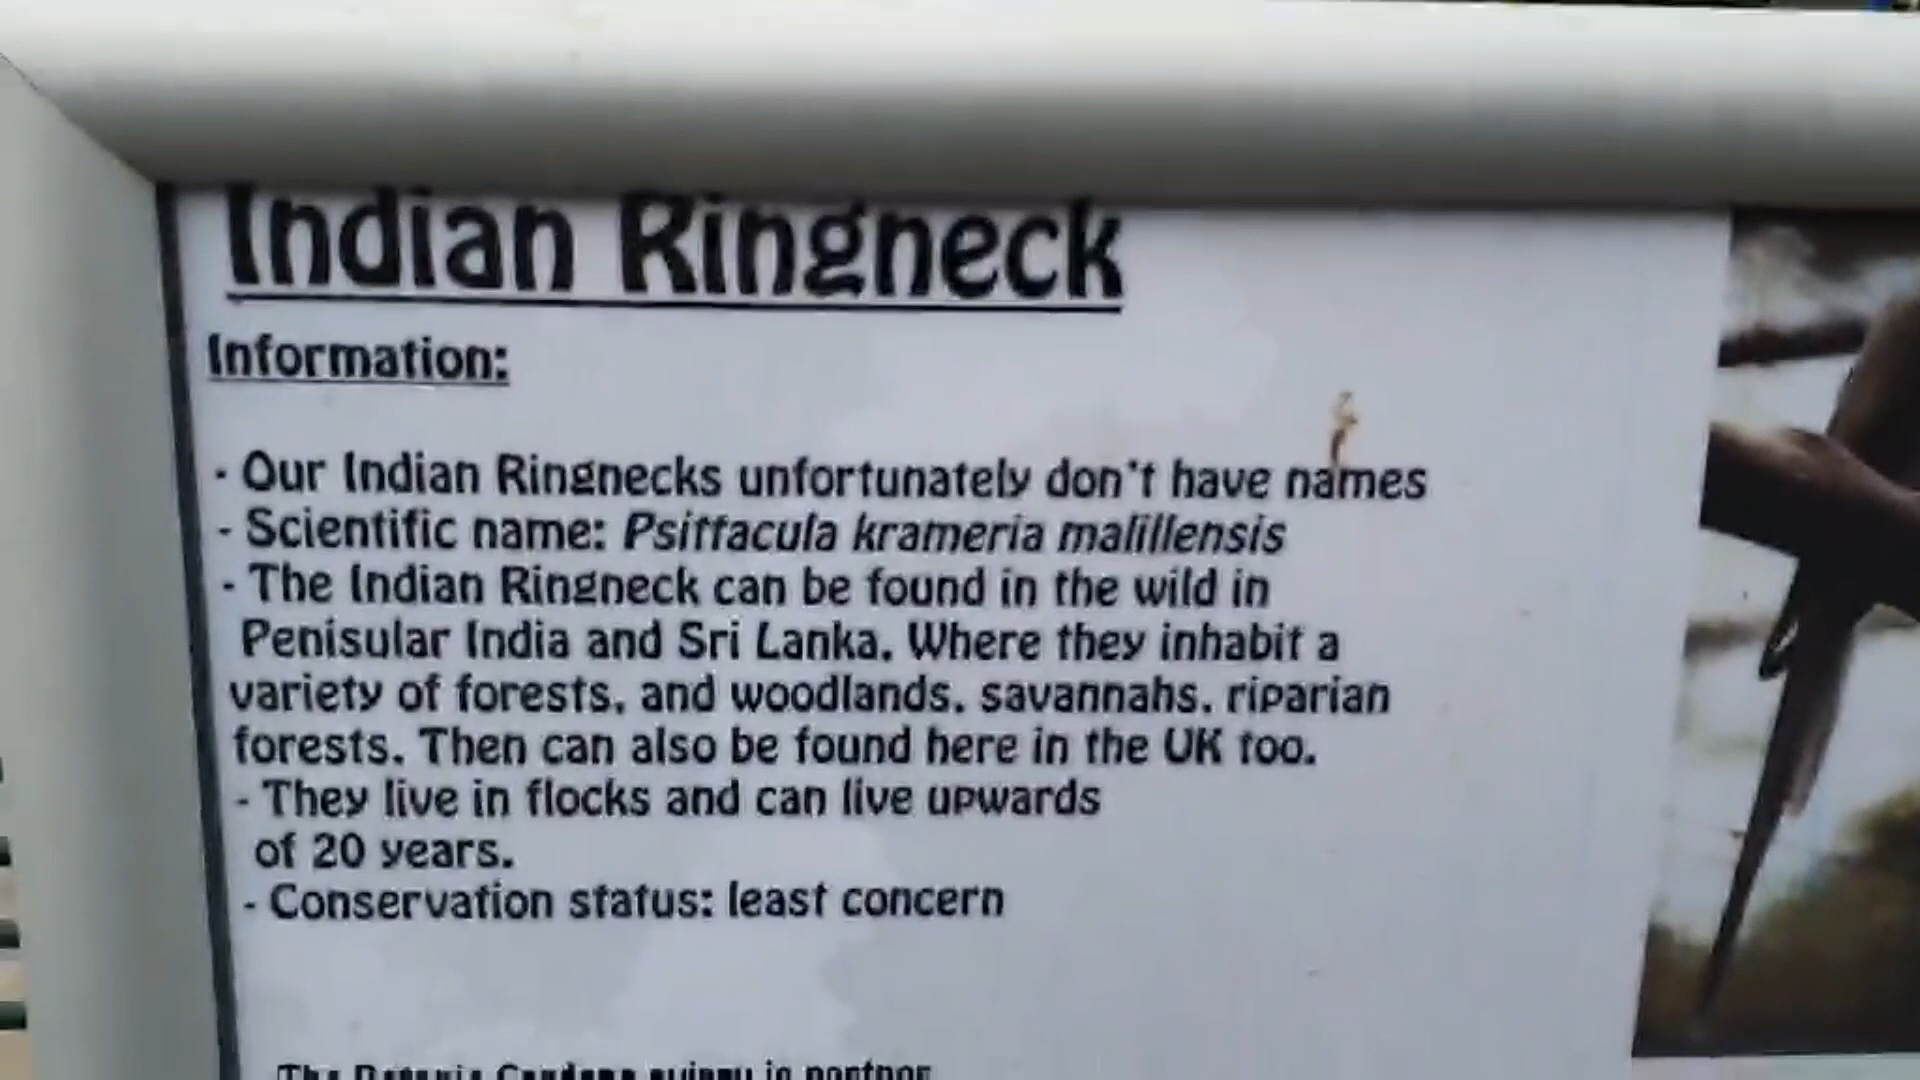 Indian Ringneck
Information:
- Our Indian Ringnecks unfortunately don't have names
- Scientific name: Psittacula krameria malillensis
- The Indian Ringneck can be found in the wild in
Penisular India and Sri Lanka. Where they inhabit a
variety of forests, and woodlands, savannahs, riparian
forests. Then can also be found here in the UK too.
- They live in flocks and can live upwards
of 20 years.
- Conservation status: least concern
The